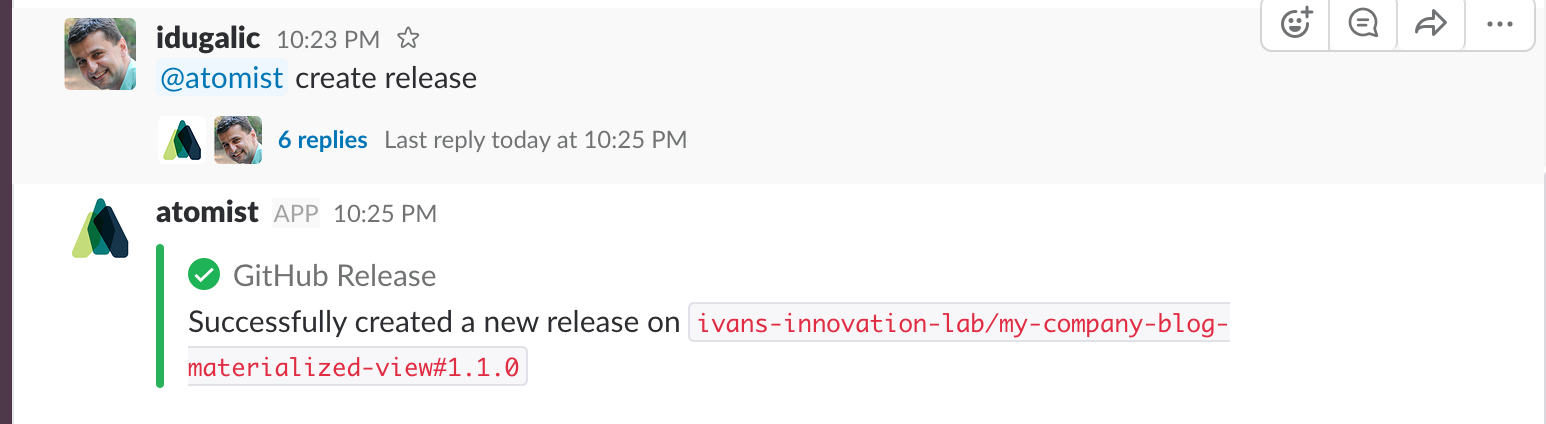 idugalic 10:23 PM
@atomist create release
6 replies Last reply today at 10:25 PM
atomist APP 10:25 PM
GitHub Release
Successfully created a new release on ivans-innovation-lab/my-company-blog-
materialized-view#1.1.0